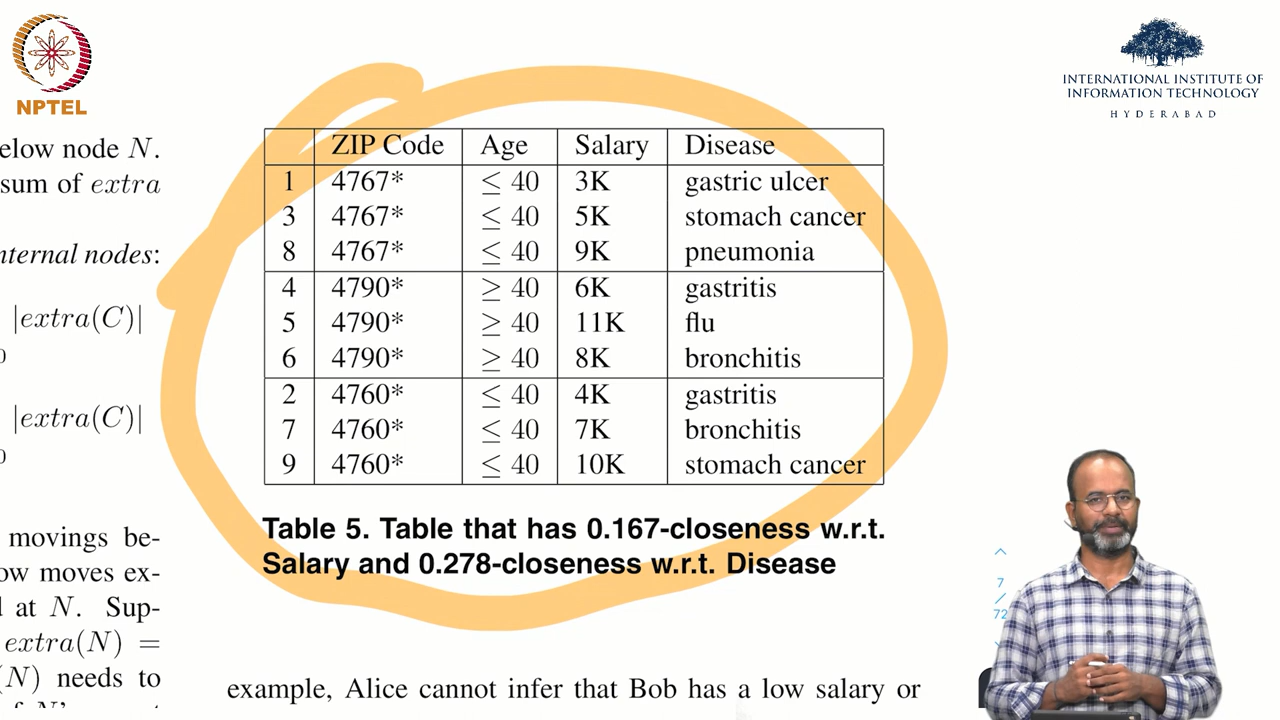 NPTEL
INTERNATIONAL INSTITUTE OF
INFORMATION TECHNOLOGY
HYDERABAD
elow node N.
sum of extra
nternal nodes:
|extra(C)|
0
|extra(C)|
0
movings be-
ow moves ex-
d at N. Sup-
extra(N) =
(N) needs to
ZIP Code Age Salary Disease
1 4767* ≤ 40 3K gastric ulcer
3 4767* ≤ 40 5K stomach cancer
8 4767* ≤ 40 9K pneumonia
4 4790* ≥ 40 6K gastritis
5 4790* ≥ 40 11K flu
6 4790* ≥ 40 8K bronchitis
2 4760* ≤ 40 4K gastritis
7 4760* ≤ 40 7K bronchitis
9 4760* ≤ 40 10K stomach cancer
Table 5. Table that has 0.167-closeness w.r.t.
Salary and 0.278-closeness w.r.t. Disease
example, Alice cannot infer that Bob has a low salary or
7
/
72